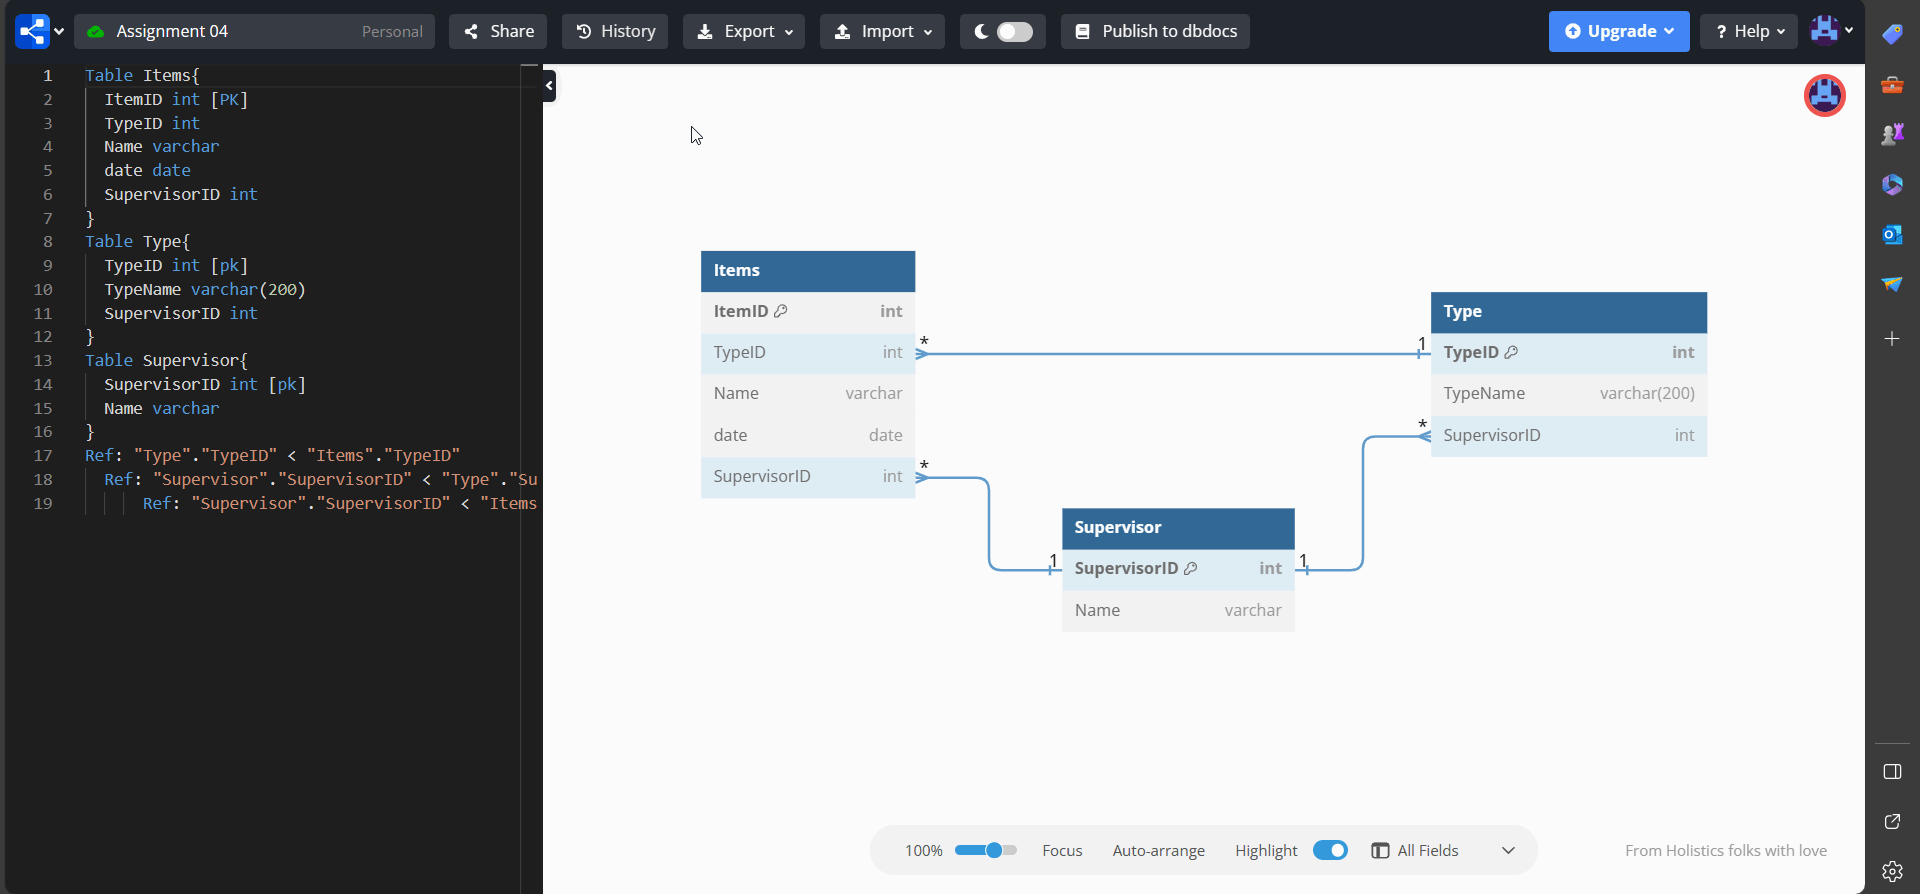 Assignment 04 Personal Share History Export Import Publish to dbdocs Upgrade ? Help
1 Table Items{
2 ItemID int [PK]
3 TypeID int
4 Name varchar
5 date date
6 SupervisorID int
7 }
8 Table Type{
9 TypeID int [pk]
10 TypeName varchar(200)
11 SupervisorID int
12 }
13 Table Supervisor{
14 SupervisorID int [pk]
15 Name varchar
16 }
17 Ref: "Type"."TypeID" < "Items"."TypeID"
18 Ref: "Supervisor"."SupervisorID" < "Type"."Su
19 Ref: "Supervisor"."SupervisorID" < "Items
Items
ItemID int
TypeID int
Name varchar
date date
SupervisorID int
*
1
*
*
1
1
Type
TypeID int
TypeName varchar(200)
SupervisorID int
Supervisor
SupervisorID int
Name varchar
100% Focus Auto-arrange Highlight All Fields
From Holistics folks with love